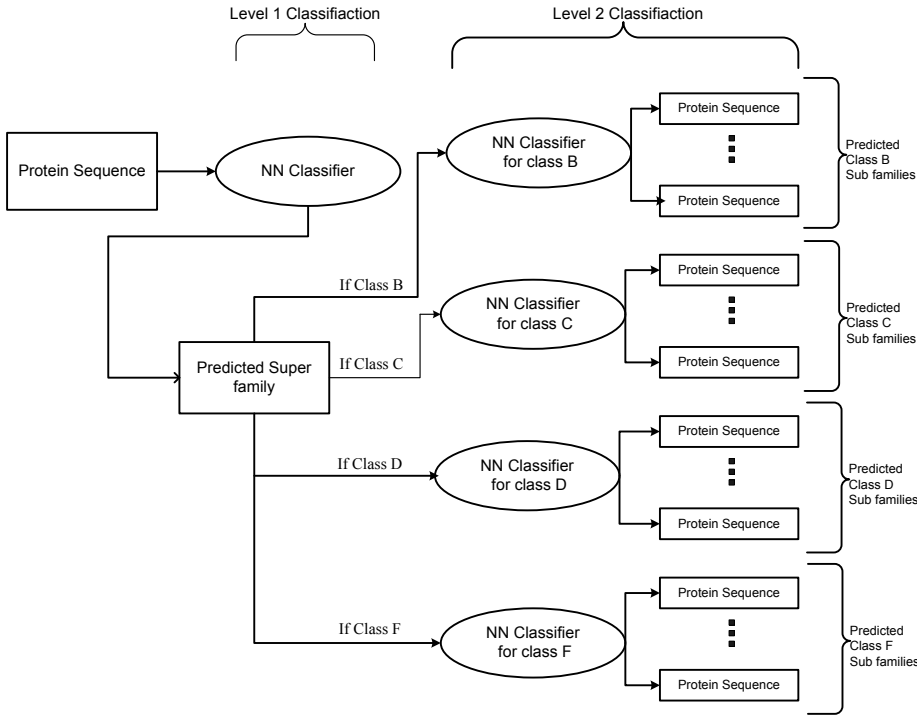 Level 1 Classifiaction
Level 2 Classifiaction
Protein Sequence
NN Classifier
NN Classifier
for class B
Protein Sequence
Protein Sequence
Predicted
Class B
Sub families
If Class B
Predicted Super
family
If Class C
NN Classifier
for class C
Protein Sequence
Protein Sequence
Predicted
Class C
Sub families
If Class D
NN Classifier
for class D
Protein Sequence
Protein Sequence
Predicted
Class D
Sub families
If Class F
NN Classifier
for class F
Protein Sequence
Protein Sequence
Predicted
Class F
Sub families